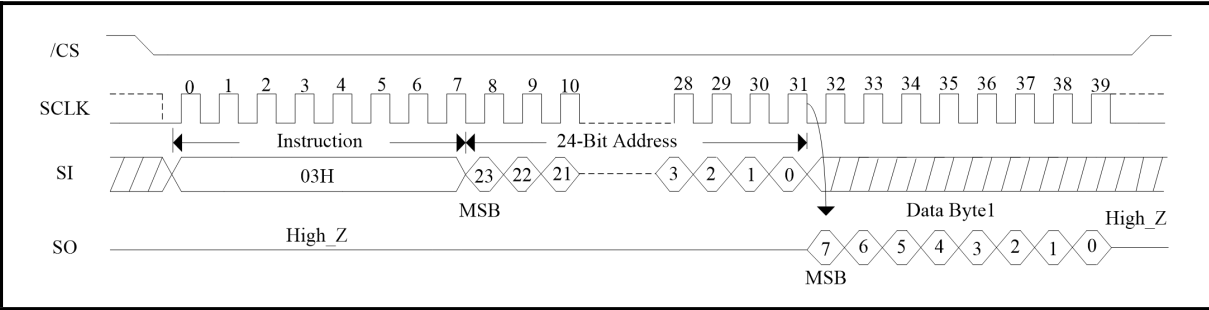 /CS
0 1 2 3 4 5 6 7 8 9 10 28 29 30 31 32 33 34 35 36 37 38 39
SCLK
Instruction 24-Bit Address
SI 03H 23 22 21 3 2 1 0
MSB Data Byte1
High_Z High_Z
SO 7 6 5 4 3 2 1 0
MSB